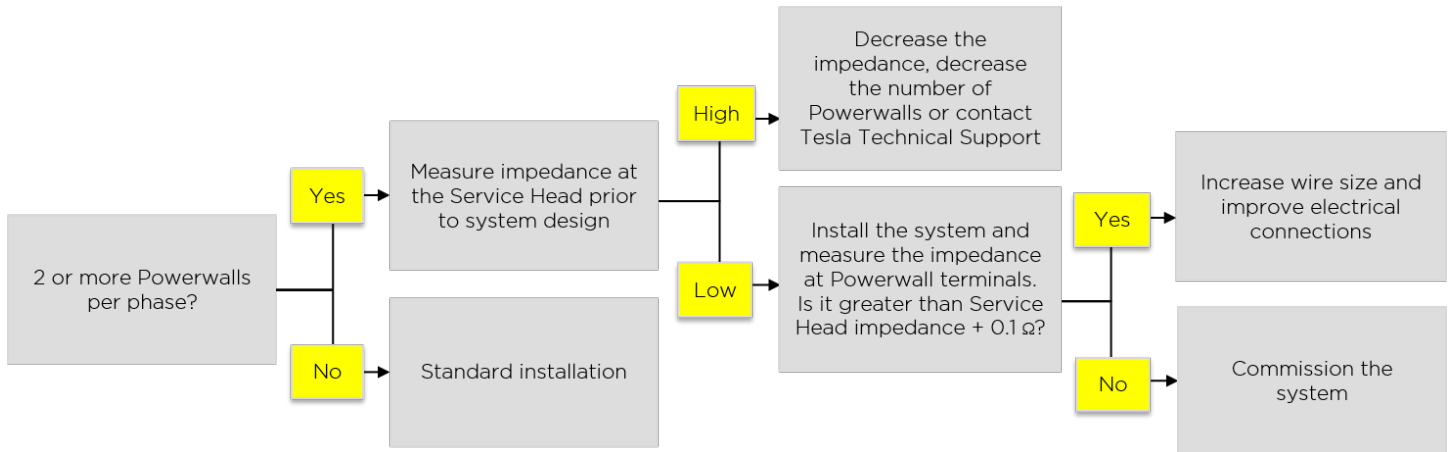 2 or more Powerwalls
per phase?
Yes
No
Measure impedance at
the Service Head prior
to system design
Standard installation
High
Low
Decrease the
impedance, decrease
the number of
Powerwalls or contact
Tesla Technical Support
Install the system and
measure the impedance
at Powerwall terminals.
Is it greater than Service
Head impedance + 0.1 Ω?
Yes
No
Increase wire size and
improve electrical
connections
Commission the
system